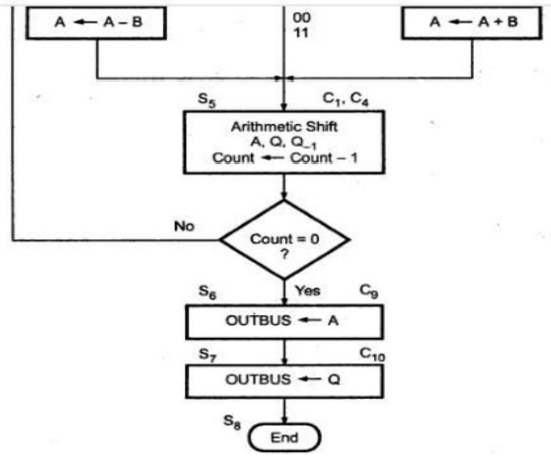 A ← A – B
00
11
A ← A + B
S5
C1, C4
Arithmetic Shift
A, Q, Q–1
Count ← Count – 1
No
Count = 0
?
S6
Yes
C9
OUTBUS ← A
S7
C10
OUTBUS ← Q
S8
End